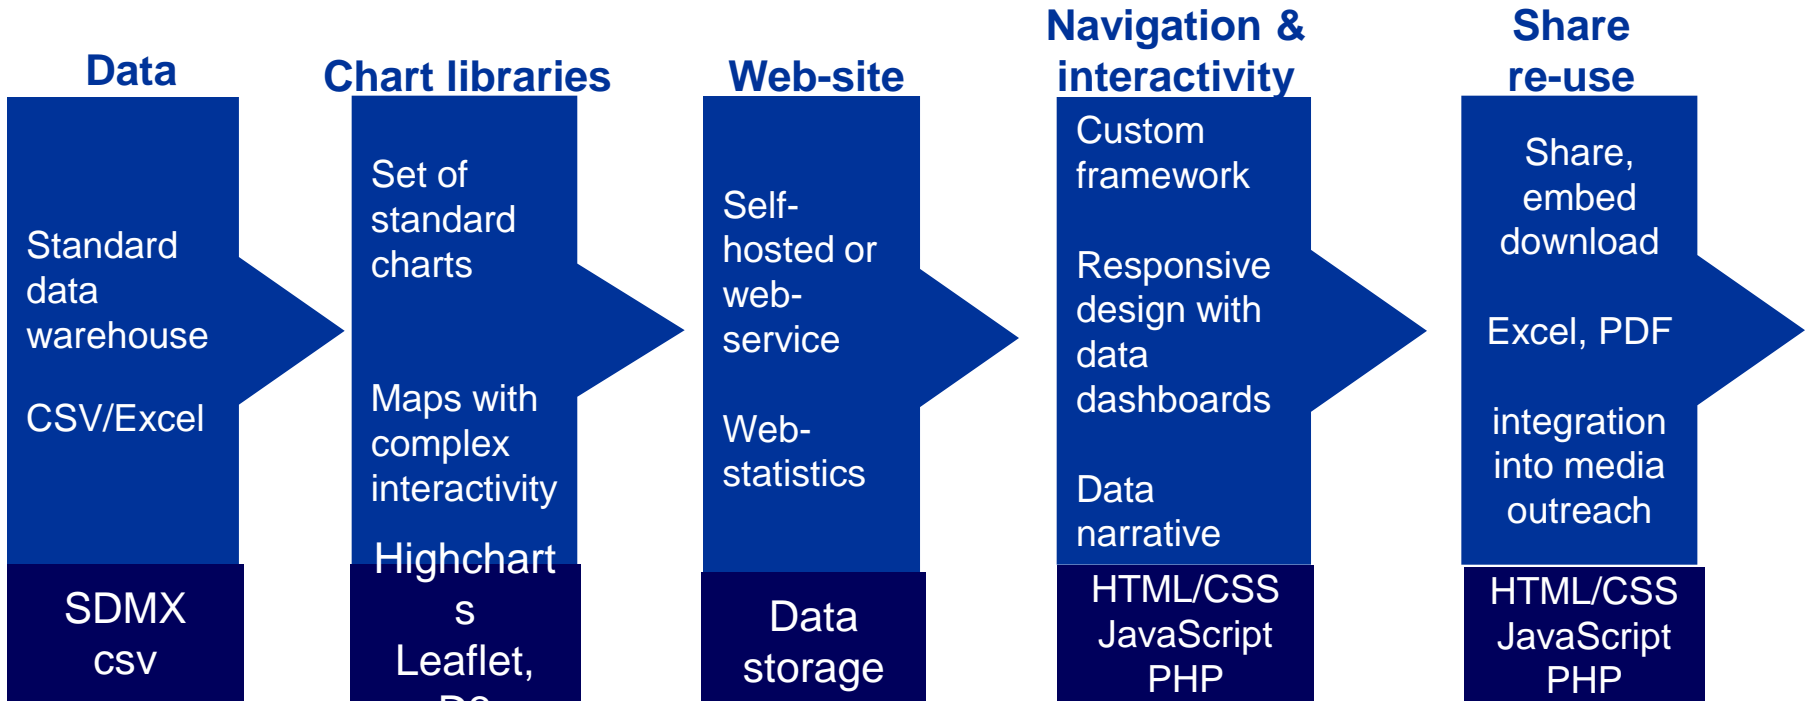 Data
Standard
data
warehouse
CSV/Excel
SDMX
csv
Chart libraries
Set of
standard
charts
Maps with
complex
interactivity
Highchart
s
Leaflet,
Web-site
Self-
hosted or
web-
service
Web-
statistics
Data
storage
Navigation &
interactivity
Custom
framework
Responsive
design with
data
dashboards
Data
narrative
HTML/CSS
JavaScript
PHP
Share
re-use
Share,
embed
download
Excel, PDF
integration
into media
outreach
HTML/CSS
JavaScript
PHP